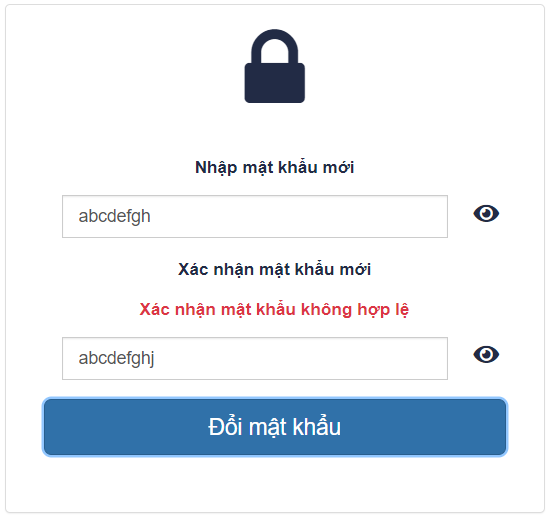 Nhập mật khẩu mới
abcdefgh
Xác nhận mật khẩu mới
Xác nhận mật khẩu không hợp lệ
abcdefghj
Đổi mật khẩu